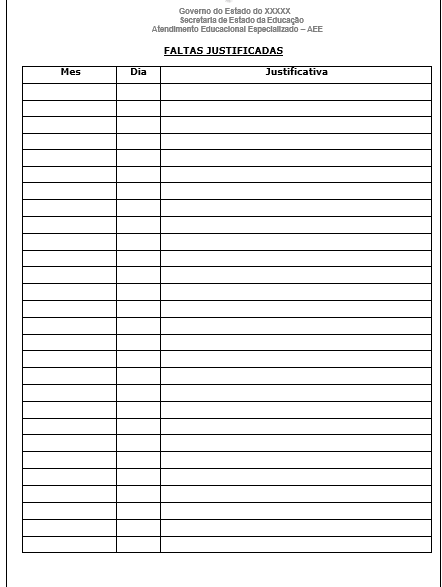 Governo do Estado do XXXXX
Secretaria de Estado da Educação
Atendimento Educacional Especializado – AEE
FALTAS JUSTIFICADAS
Mes Dia Justificativa